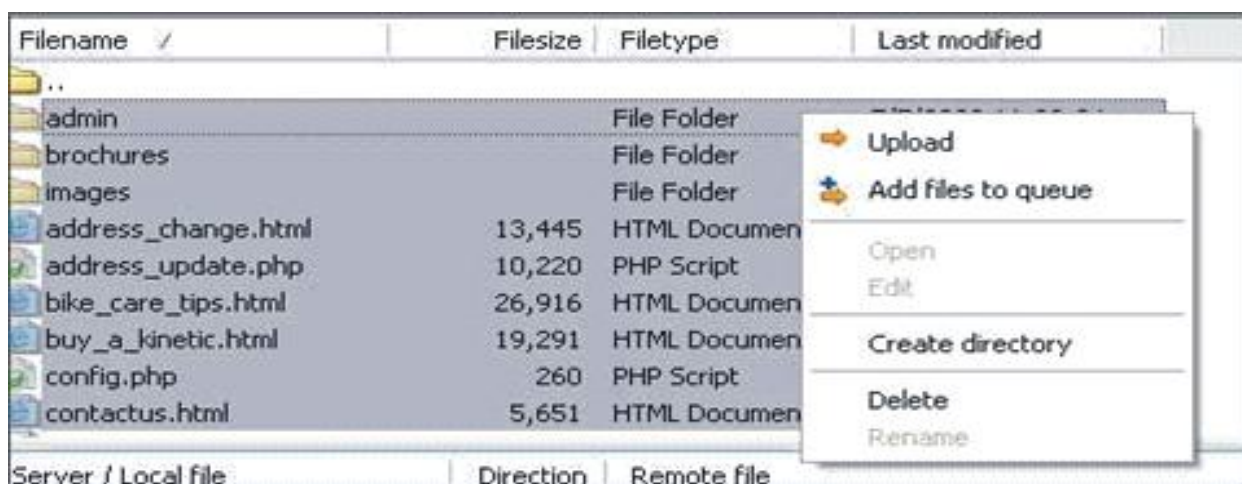 Filename Filesize Filetype Last modified
..
admin File Folder
brochures File Folder
images File Folder
address_change.html 13,445 HTML Documen
address_update.php 10,220 PHP Script
bike_care_tips.html 26,916 HTML Documen
buy_a_kinetic.html 19,291 HTML Documen
config.php 260 PHP Script
contactus.html 5,651 HTML Documen
Upload
Add files to queue
Open
Edit
Create directory
Delete
Rename
Server / Local file Direction Remote file